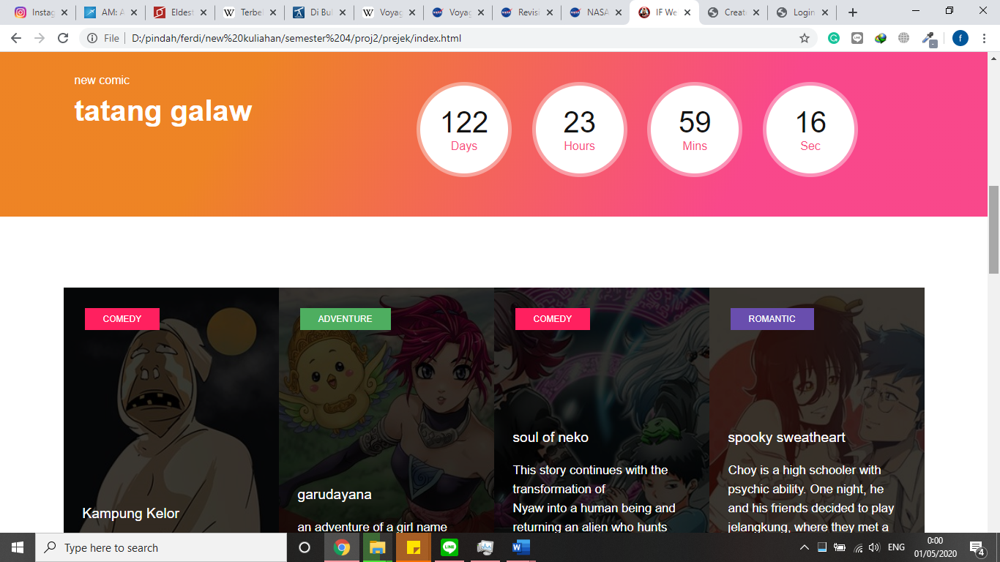 Instag
AM: A
Eldest
Terbe
Di Bul
Voyag
Voyag
Revisi
NASA
IF We
Create
Login
File
D:/pindah/ferdi/new%20kuliahan/semester%204/proj2/prejek/index.html
f
new comic
tatang galaw
122
Days
23
Hours
59
Mins
16
Sec
COMEDY
Kampung Kelor
ADVENTURE
garudayana
an adventure of a girl name
COMEDY
soul of neko
This story continues with the
transformation of
Nyaw into a human being and
returning an alien who hunts
ROMANTIC
spooky sweatheart
Choy is a high schooler with
psychic ability. One night, he
and his friends decided to play
jelangkung, where they met a
Type here to search
ENG
0:00
01/05/2020
4